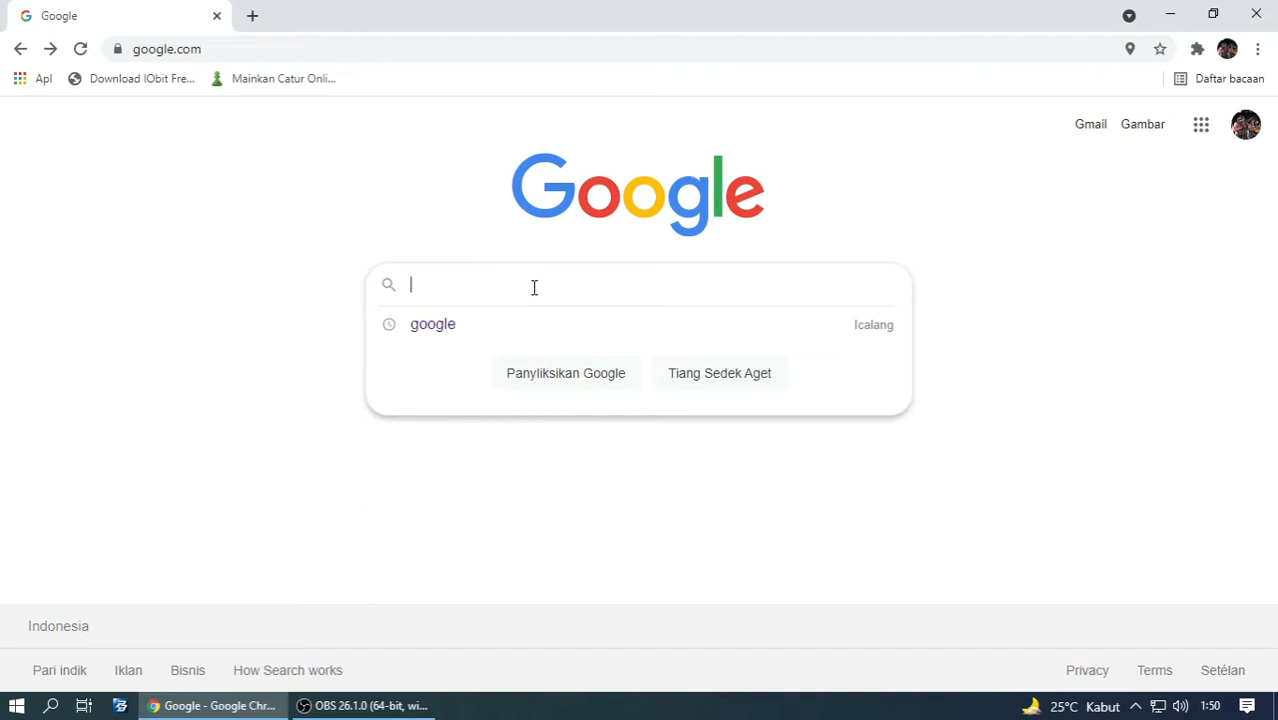 Google
google.com
Apl Download IObit Fre... Mainkan Catur Onli... Daftar bacaan
Gmail Gambar
Google
google Icalang
Panyliksikan Google Tiang Sedek Aget
Indonesia
Pari indik Iklan Bisnis How Search works Privacy Terms Setélan
Google - Google Chr... OBS 26.1.0 (64-bit, wi... 25°C Kabut 1:50